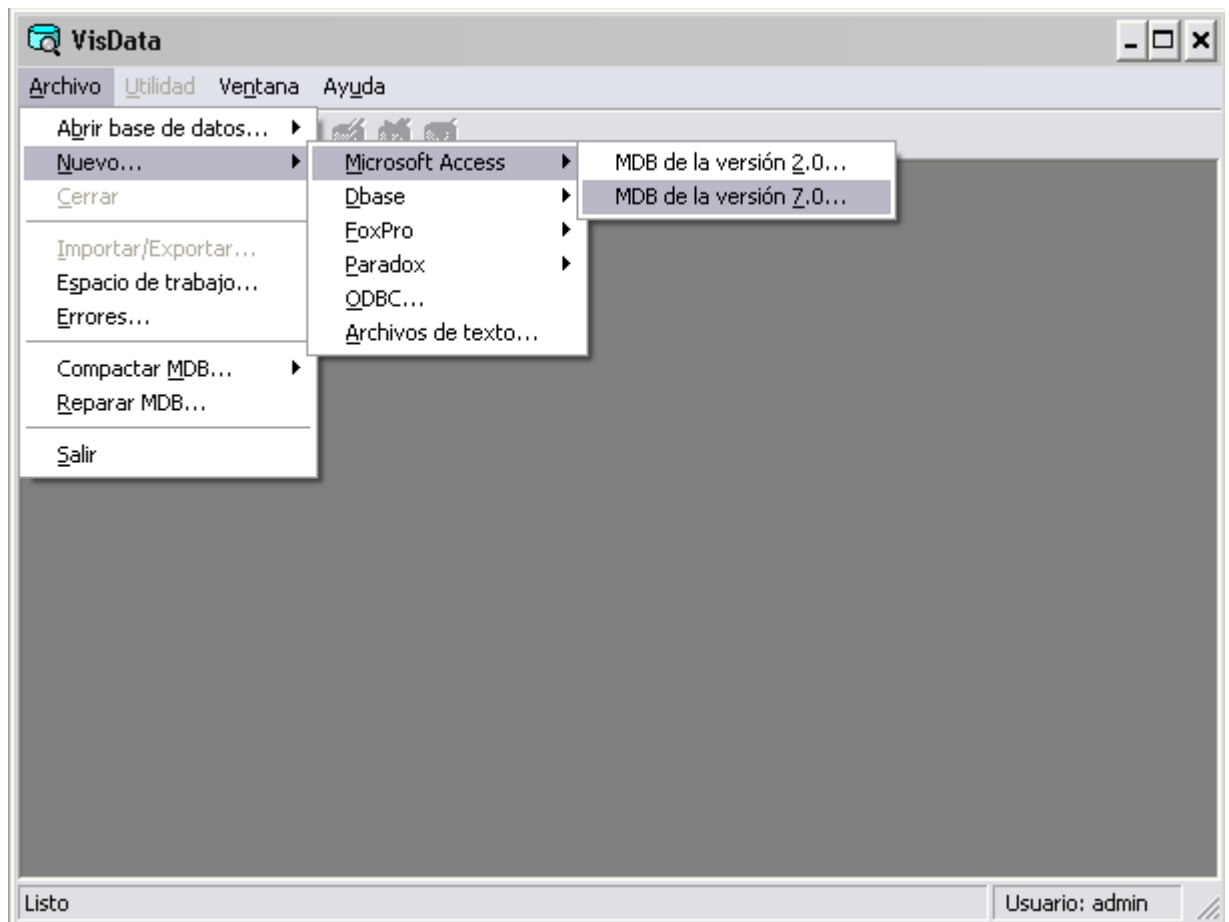 VisData
Archivo Utilidad Ventana Ayuda
Abrir base de datos...
Nuevo...
Cerrar
Importar/Exportar...
Espacio de trabajo...
Errores...
Compactar MDB...
Reparar MDB...
Salir
Microsoft Access
Dbase
FoxPro
Paradox
ODBC...
Archivos de texto...
MDB de la versión 2.0...
MDB de la versión 7.0...
Listo
Usuario: admin